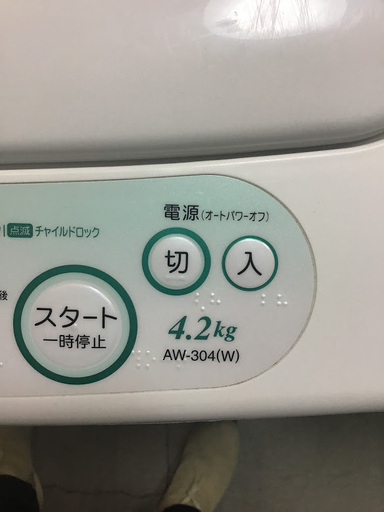 電源(オートパワーオフ)
点滅 チャイルドロック
切 入
後
スタート
一時停止
4.2kg
AW-304(W)